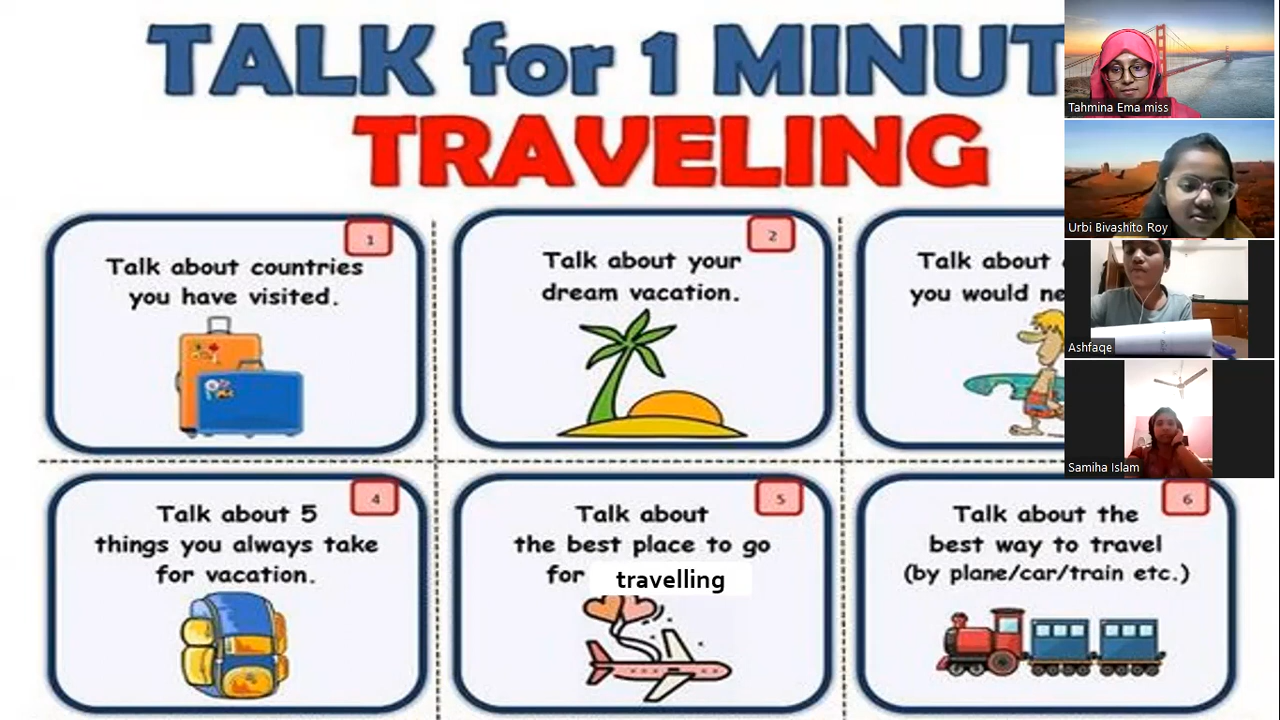 TALK for 1 MINUT
TRAVELING
1
Talk about countries
you have visited.
2
Talk about your
dream vacation.
Talk about
you would ne
4
Talk about 5
things you always take
for vacation.
5
Talk about
the best place to go
for travelling
6
Talk about the
best way to travel
(by plane/car/train etc.)
Tahmina Ema miss
Urbi Bivashito Roy
Ashfaqe
Samiha Islam